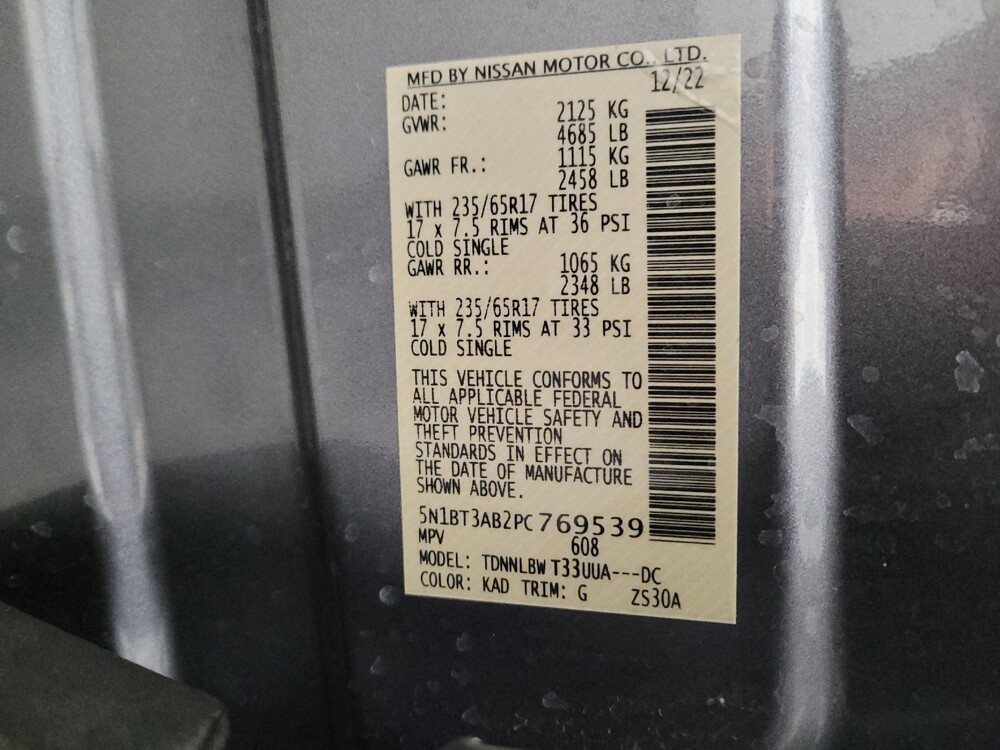 MFD BY NISSAN MOTOR CO., LTD.
DATE: 12/22
GVWR: 2125 KG
4685 LB
GAWR FR.: 1115 KG
2458 LB
WITH 235/65R17 TIRES
17 x 7.5 RIMS AT 36 PSI
COLD SINGLE
GAWR RR.: 1065 KG
2348 LB
WITH 235/65R17 TIRES
17 x 7.5 RIMS AT 33 PSI
COLD SINGLE
THIS VEHICLE CONFORMS TO
ALL APPLICABLE FEDERAL
MOTOR VEHICLE SAFETY AND
THEFT PREVENTION
STANDARDS IN EFFECT ON
THE DATE OF MANUFACTURE
SHOWN ABOVE.
5N1BT3AB2PC769539
MPV 608
MODEL: TDNNLBWT33UUA---DC
COLOR: KAD TRIM: G ZS30A